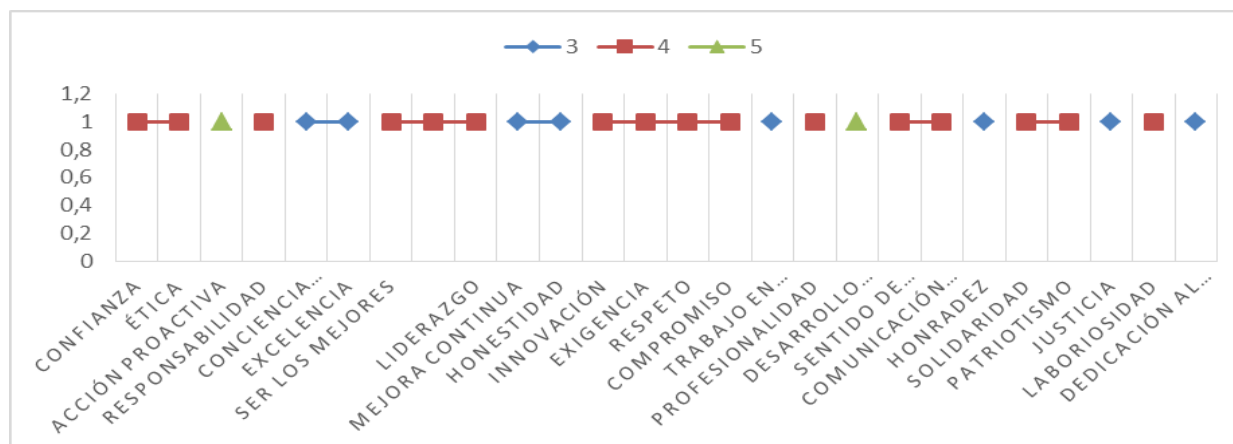 3 4 5
1,2
1
0,8
0,6
0,4
0,2
0
CONFIANZA
ÉTICA
ACCIÓN PROACTIVA
RESPONSABILIDAD
CONCIENCIA...
EXCELENCIA
SER LOS MEJORES
LIDERAZGO
MEJORA CONTINUA
HONESTIDAD
INNOVACIÓN
EXIGENCIA
RESPETO
COMPROMISO
TRABAJO EN...
PROFESIONALIDAD
DESARROLLO...
SENTIDO DE...
COMUNICACIÓN...
HONRADEZ
SOLIDARIDAD
PATRIOTISMO
JUSTICIA
LABORIOSIDAD
DEDICACIÓN AL...